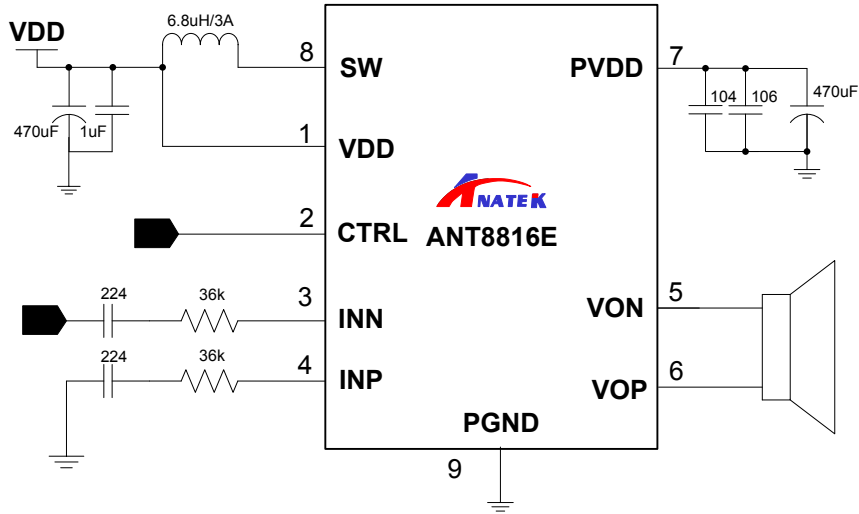 VDD
6.8uH/3A
470uF
1uF
8
SW
1
VDD
2
CTRL
224
36k
3
INN
224
36k
4
INP
ANATEK
ANT8816E
PVDD
7
104
106
470uF
VON
5
VOP
6
PGND
9